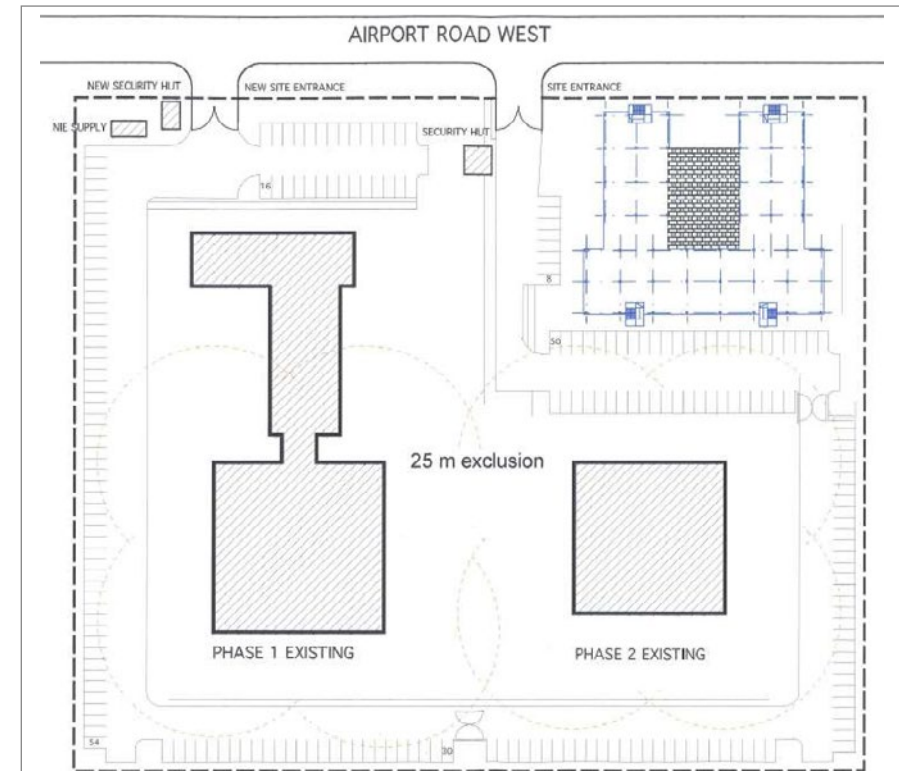 AIRPORT ROAD WEST
NEW SECURITY HUT
NEW SITE ENTRANCE
SITE ENTRANCE
NIE SUPPLY
SECURITY HUT
16
8
50
25 m exclusion
PHASE 1 EXISTING
PHASE 2 EXISTING
54
30